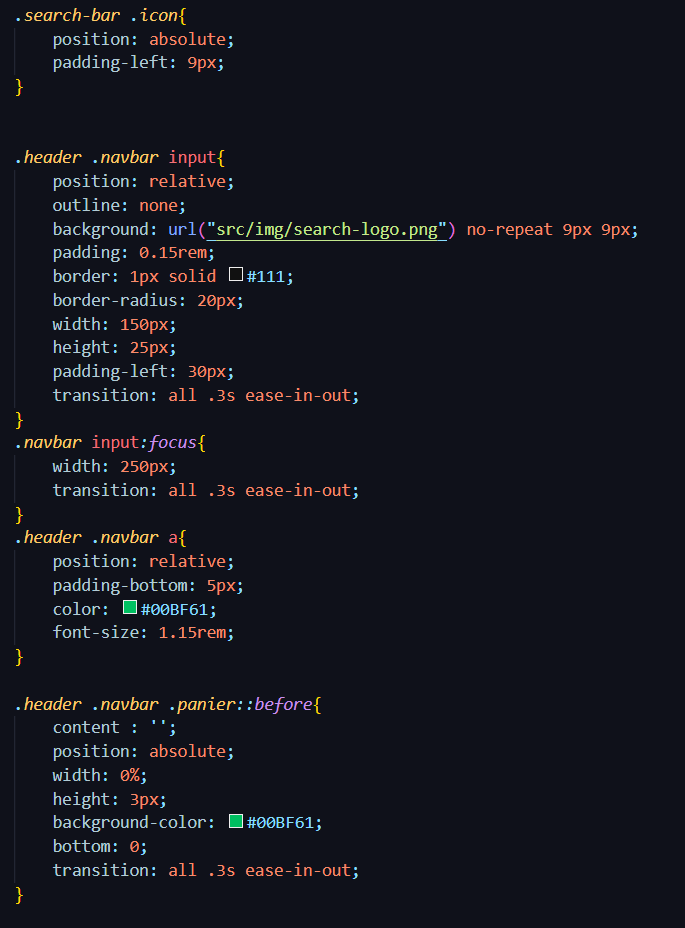 .search-bar .icon{
    position: absolute;
    padding-left: 9px;
}
.header .navbar input{
    position: relative;
    outline: none;
    background: url("src/img/search-logo.png") no-repeat 9px 9px;
    padding: 0.15rem;
    border: 1px solid #111;
    border-radius: 20px;
    width: 150px;
    height: 25px;
    padding-left: 30px;
    transition: all .3s ease-in-out;
}
.navbar input:focus{
    width: 250px;
    transition: all .3s ease-in-out;
}
.header .navbar a{
    position: relative;
    padding-bottom: 5px;
    color: #00BF61;
    font-size: 1.15rem;
}
.header .navbar .panier::before{
    content : '';
    position: absolute;
    width: 0%;
    height: 3px;
    background-color: #00BF61;
    bottom: 0;
    transition: all .3s ease-in-out;
}